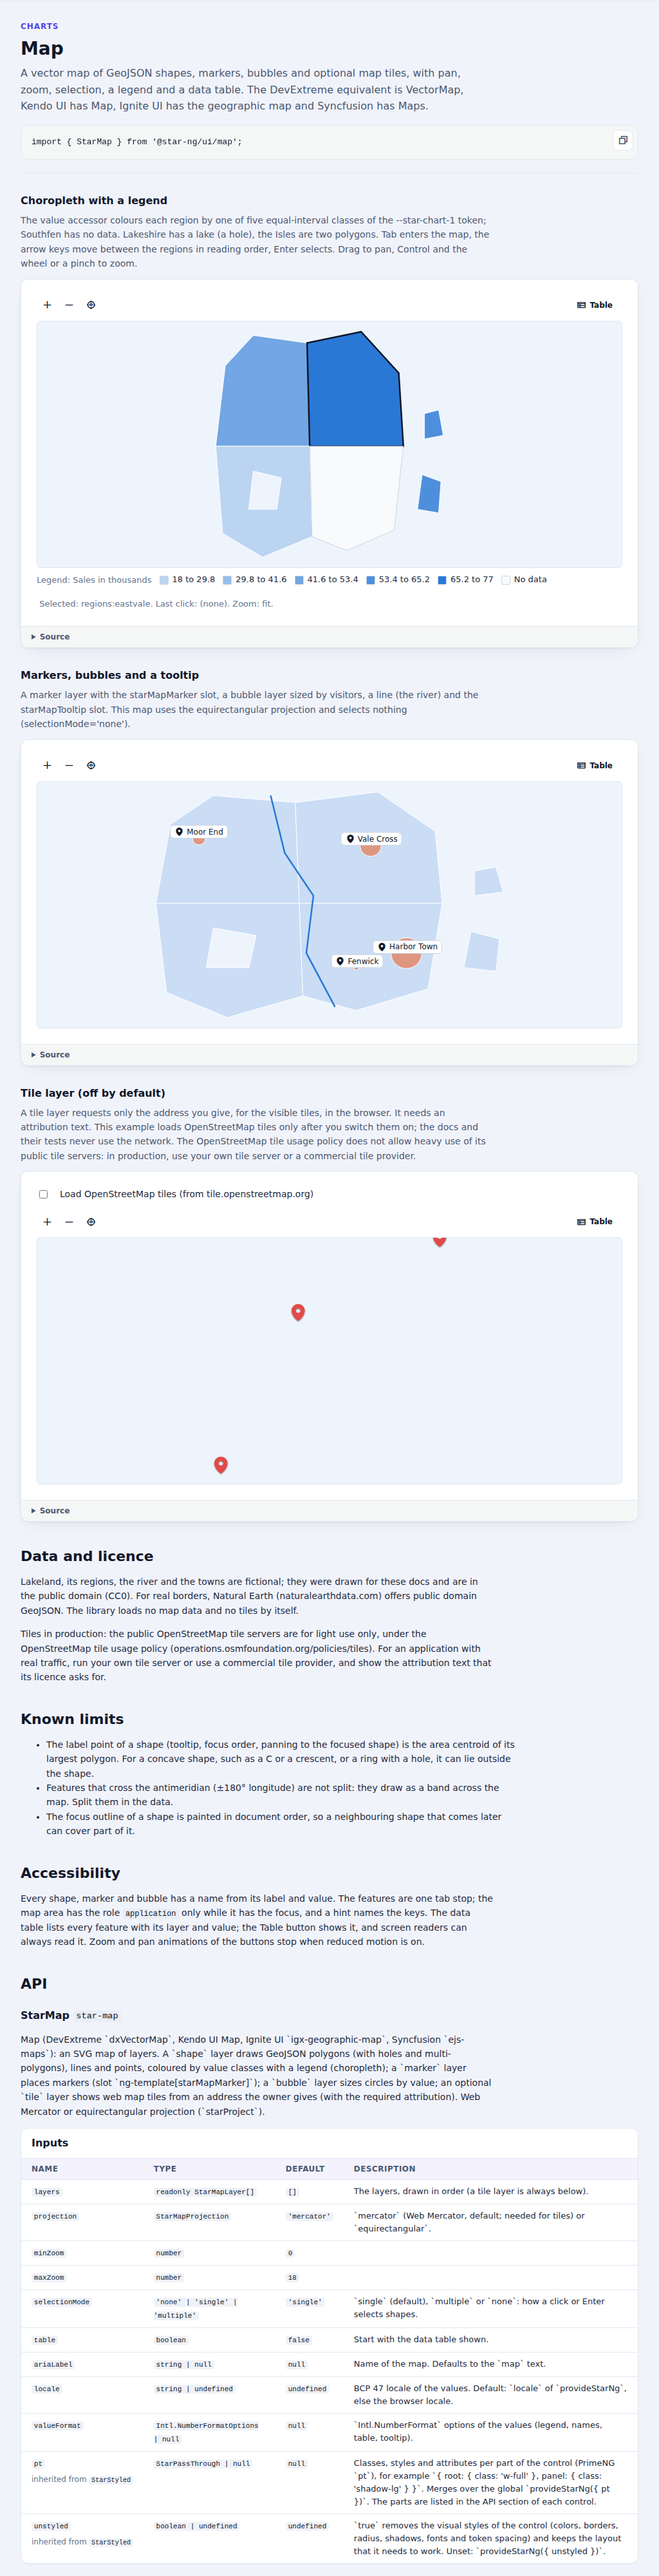 CHARTS
Map
A vector map of GeoJSON shapes, markers, bubbles and optional map tiles, with pan,
zoom, selection, a legend and a data table. The DevExtreme equivalent is VectorMap,
Kendo UI has Map, Ignite UI has the geographic map and Syncfusion has Maps.
import { StarMap } from '@star-ng/ui/map';
Choropleth with a legend
The value accessor colours each region by one of five equal-interval classes of the --star-chart-1 token;
Southfen has no data. Lakeshire has a lake (a hole), the Isles are two polygons. Tab enters the map, the
arrow keys move between the regions in reading order, Enter selects. Drag to pan, Control and the
wheel or a pinch to zoom.
Table
Legend: Sales in thousands 18 to 29.8 29.8 to 41.6 41.6 to 53.4 53.4 to 65.2 65.2 to 77 No data
Selected: regions:eastvale. Last click: (none). Zoom: fit.
Source
Markers, bubbles and a tooltip
A marker layer with the starMapMarker slot, a bubble layer sized by visitors, a line (the river) and the
starMapTooltip slot. This map uses the equirectangular projection and selects nothing
(selectionMode='none').
Table
Moor End
Vale Cross
Harbor Town
Fenwick
Source
Tile layer (off by default)
A tile layer requests only the address you give, for the visible tiles, in the browser. It needs an
attribution text. This example loads OpenStreetMap tiles only after you switch them on; the docs and
their tests never use the network. The OpenStreetMap tile usage policy does not allow heavy use of its
public tile servers: in production, use your own tile server or a commercial tile provider.
Load OpenStreetMap tiles (from tile.openstreetmap.org)
Table
Source
Data and licence
Lakeland, its regions, the river and the towns are fictional; they were drawn for these docs and are in
the public domain (CC0). For real borders, Natural Earth (naturalearthdata.com) offers public domain
GeoJSON. The library loads no map data and no tiles by itself.
Tiles in production: the public OpenStreetMap tile servers are for light use only, under the
OpenStreetMap tile usage policy (operations.osmfoundation.org/policies/tiles). For an application with
real traffic, run your own tile server or use a commercial tile provider, and show the attribution text that
its licence asks for.
Known limits
• The label point of a shape (tooltip, focus order, panning to the focused shape) is the area centroid of its
largest polygon. For a concave shape, such as a C or a crescent, or a ring with a hole, it can lie outside
the shape.
• Features that cross the antimeridian (±180° longitude) are not split: they draw as a band across the
map. Split them in the data.
• The focus outline of a shape is painted in document order, so a neighbouring shape that comes later
can cover part of it.
Accessibility
Every shape, marker and bubble has a name from its label and value. The features are one tab stop; the
map area has the role application only while it has the focus, and a hint names the keys. The data
table lists every feature with its layer and value; the Table button shows it, and screen readers can
always read it. Zoom and pan animations of the buttons stop when reduced motion is on.
API
StarMap star-map
Map (DevExtreme `dxVectorMap`, Kendo UI Map, Ignite UI `igx-geographic-map`, Syncfusion `ejs-
maps`): an SVG map of layers. A `shape` layer draws GeoJSON polygons (with holes and multi-
polygons), lines and points, coloured by value classes with a legend (choropleth); a `marker` layer
places markers (slot `ng-template[starMapMarker]`); a `bubble` layer sizes circles by value; an optional
`tile` layer shows web map tiles from an address the owner gives (with the required attribution). Web
Mercator or equirectangular projection (`starProject`).
Inputs
NAME TYPE DEFAULT DESCRIPTION
layers readonly StarMapLayer[] [] The layers, drawn in order (a tile layer is always below).
projection StarMapProjection 'mercator' `mercator` (Web Mercator, default; needed for tiles) or
`equirectangular`.
minZoom number 0
maxZoom number 18
selectionMode 'none' | 'single' | 'single' `single` (default), `multiple` or `none`: how a click or Enter
'multiple' selects shapes.
table boolean false Start with the data table shown.
ariaLabel string | null null Name of the map. Defaults to the `map` text.
locale string | undefined undefined BCP 47 locale of the values. Default: `locale` of `provideStarNg`,
else the browser locale.
valueFormat Intl.NumberFormatOptions null `Intl.NumberFormat` options of the values (legend, names,
| null table, tooltip).
pt StarPassThrough | null null Classes, styles and attributes per part of the control (PrimeNG
inherited from StarStyled `pt`), for example `{ root: { class: 'w-full' }, panel: { class:
'shadow-lg' } }`. Merges over the global `provideStarNg({ pt
})`. The parts are listed in the API section of each control.
unstyled boolean | undefined undefined `true` removes the visual styles of the control (colors, borders,
inherited from StarStyled radius, shadows, fonts and token spacing) and keeps the layout
that it needs to work. Unset: `provideStarNg({ unstyled })`.